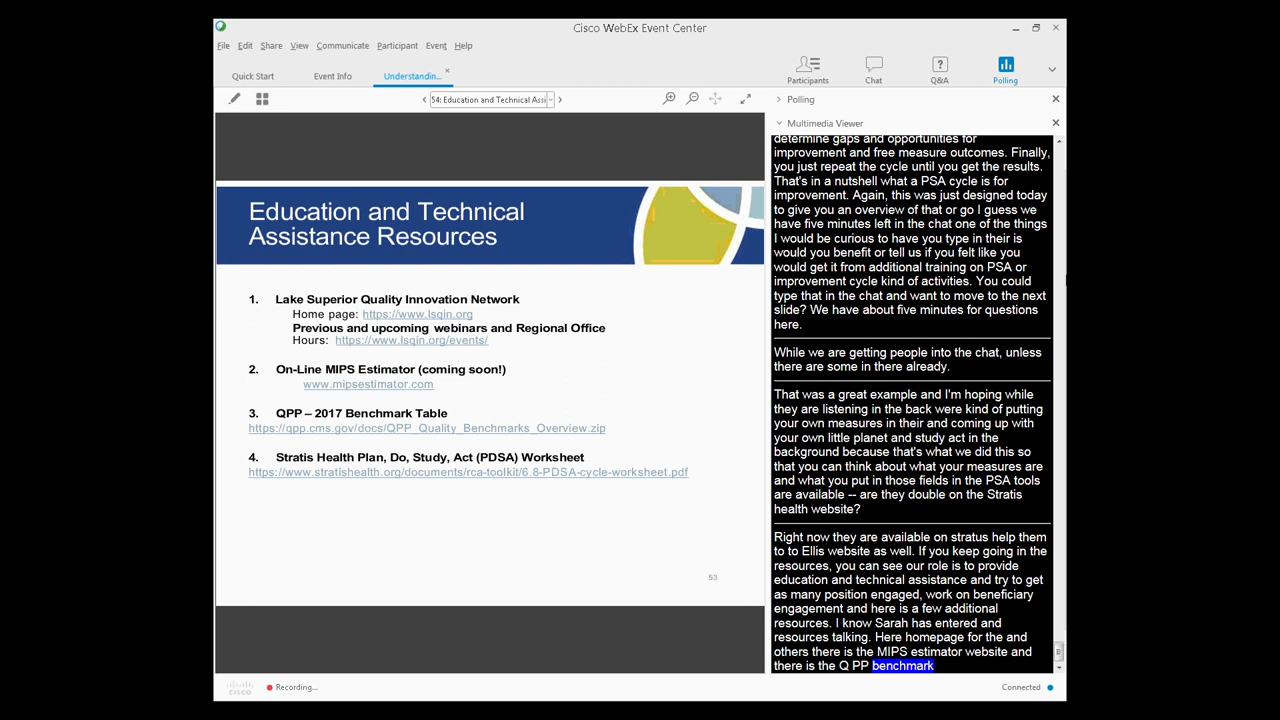 Cisco WebEx Event Center
File Edit Share View Communicate Participant Event Help
Quick Start Event Info Understandin...
Participants Chat Q&A Polling
54: Education and Technical Assi
Polling
Multimedia Viewer
Education and Technical
Assistance Resources
1. Lake Superior Quality Innovation Network
Home page: https://www.lsqin.org
Previous and upcoming webinars and Regional Office
Hours: https://www.lsqin.org/events/
2. On-Line MIPS Estimator (coming soon!)
www.mipsestimator.com
3. QPP – 2017 Benchmark Table
https://qpp.cms.gov/docs/QPP_Quality_Benchmarks_Overview.zip
4. Stratis Health Plan, Do, Study, Act (PDSA) Worksheet
https://www.stratishealth.org/documents/rca-toolkit/6.8-PDSA-cycle-worksheet.pdf
53
determine gaps and opportunities for
improvement and free measure outcomes. Finally,
you just repeat the cycle until you get the results.
That's in a nutshell what a PSA cycle is for
improvement. Again, this was just designed today
to give you an overview of that or go I guess we
have five minutes left in the chat one of the things
I would be curious to have you type in their is
would you benefit or tell us if you felt like you
would get it from additional training on PSA or
improvement cycle kind of activities. You could
type that in the chat and want to move to the next
slide? We have about five minutes for questions
here.
While we are getting people into the chat, unless
there are some in there already.
That was a great example and I'm hoping while
they are listening in the back were kind of putting
your own measures in their and coming up with
your own little planet and study act in the
background because that's what we did this so
that you can think about what your measures are
and what you put in those fields in the PSA tools
are available -- are they double on the Stratis
health website?
Right now they are available on stratus help them
to to Ellis website as well. If you keep going in the
resources, you can see our role is to provide
education and technical assistance and try to get
as many position engaged, work on beneficiary
engagement and here is a few additional
resources. I know Sarah has entered and
resources talking. Here homepage for the and
others there is the MIPS estimator website and
there is the Q PP benchmark
cisco
Recording...
Connected